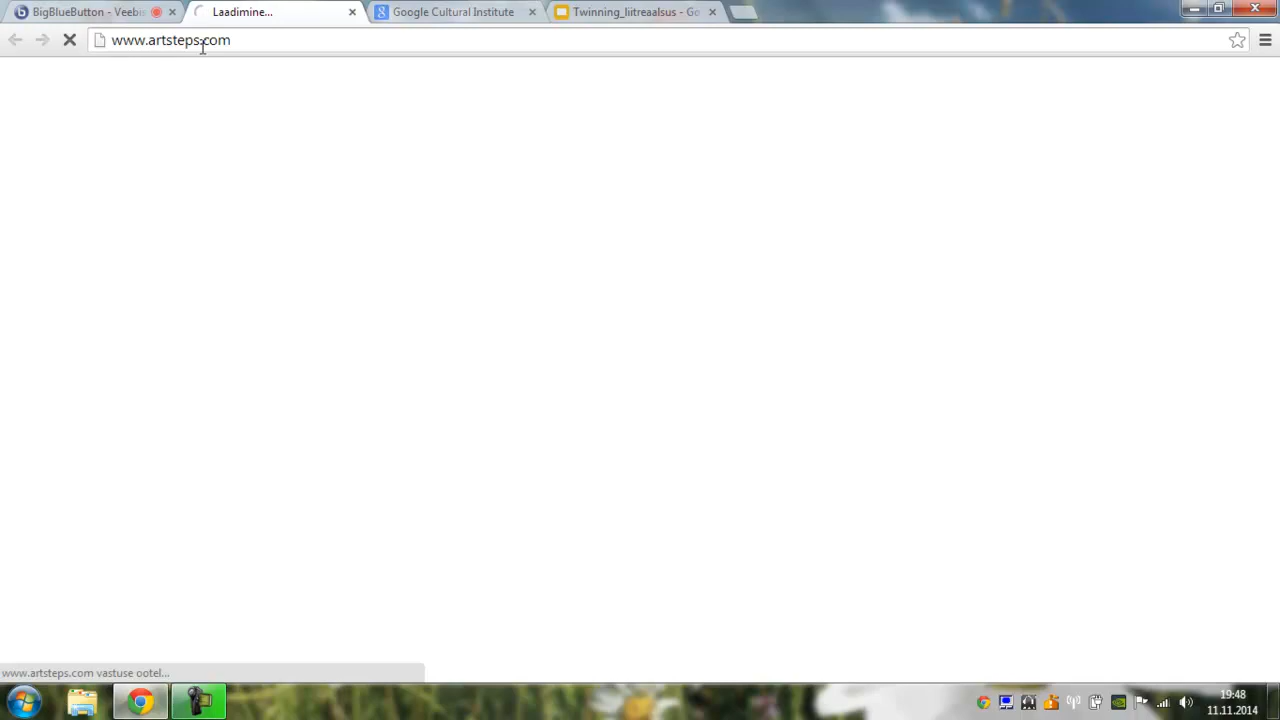 BigBlueButton - Veebi
Laadimine...
Google Cultural Institute
Twinning_liitreaalsus - Go
www.artsteps.com
www.artsteps.com vastuse ootel...
19:48
11.11.2014